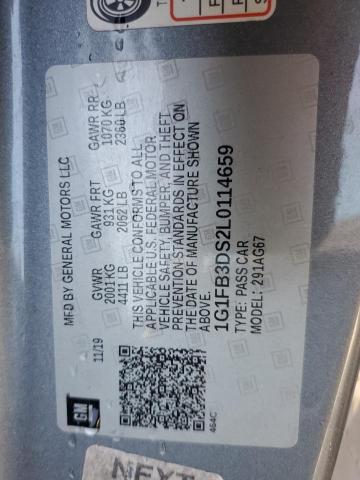 MFD BY GENERAL MOTORS LLC
11/19
GVWR GAWR FRT GAWR RR
2001 KG 931 KG 1070 KG
4411 LB 2062 LB 2360 LB
THIS VEHICLE CONFORMS TO ALL
APPLICABLE U.S. FEDERAL MOTOR
VEHICLE SAFETY, BUMPER, AND THEFT
PREVENTION STANDARDS IN EFFECT ON
THE DATE OF MANUFACTURE SHOWN
ABOVE.
1G1FB3DS2L0114659
TYPE: PASS CAR
MODEL: 291AG67
464C
GM
NEXT